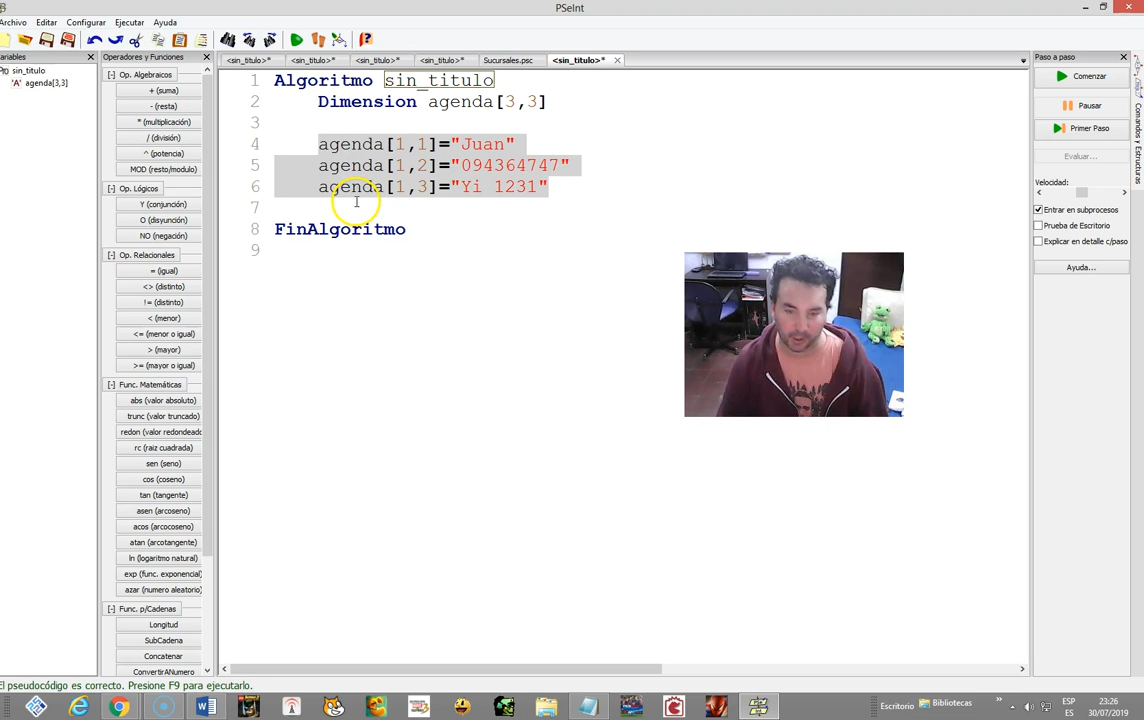 PSeInt
Archivo Editar Configurar Ejecutar Ayuda
<sin_titulo>* <sin_titulo>* <sin_titulo>* <sin_titulo>* Sucursales.psc <sin_titulo>*
sin_titulo
'A' agenda[3,3]
Operadores y Funciones
[-] Op. Algebraicos
+ (suma)
- (resta)
* (multiplicación)
/ (división)
^ (potencia)
MOD (resto/modulo)
[-] Op. Lógicos
Y (conjunción)
O (disyunción)
NO (negación)
[-] Op. Relacionales
= (igual)
<> (distinto)
!= (distinto)
< (menor)
<= (menor o igual)
> (mayor)
>= (mayor o igual)
[-] Func. Matemáticas
abs (valor absoluto)
trunc (valor truncado)
redon (valor redondeado
rc (raiz cuadrada)
sen (seno)
cos (coseno)
tan (tangente)
asen (arcoseno)
acos (arcocoseno)
atan (arcotangente)
ln (logaritmo natural)
exp (func. exponencial)
azar (numero aleatorio)
[-] Func. p/Cadenas
Longitud
SubCadena
Concatenar
ConvertirANumero
1 Algoritmo sin_titulo
2 Dimension agenda[3,3]
3
4 agenda[1,1]="Juan"
5 agenda[1,2]="094364747"
6 agenda[1,3]="Yi 1231"
7
8 FinAlgoritmo
9
Paso a paso
Comenzar
Pausar
Primer Paso
Evaluar...
Velocidad:
Entrar en subprocesos
Prueba de Escritorio
Explicar en detalle c/paso
Ayuda...
Comandos y Estructuras
El pseudocódigo es correcto. Presione F9 para ejecutarlo.
Escritorio Bibliotecas
ESP
ES
23:26
30/07/2019